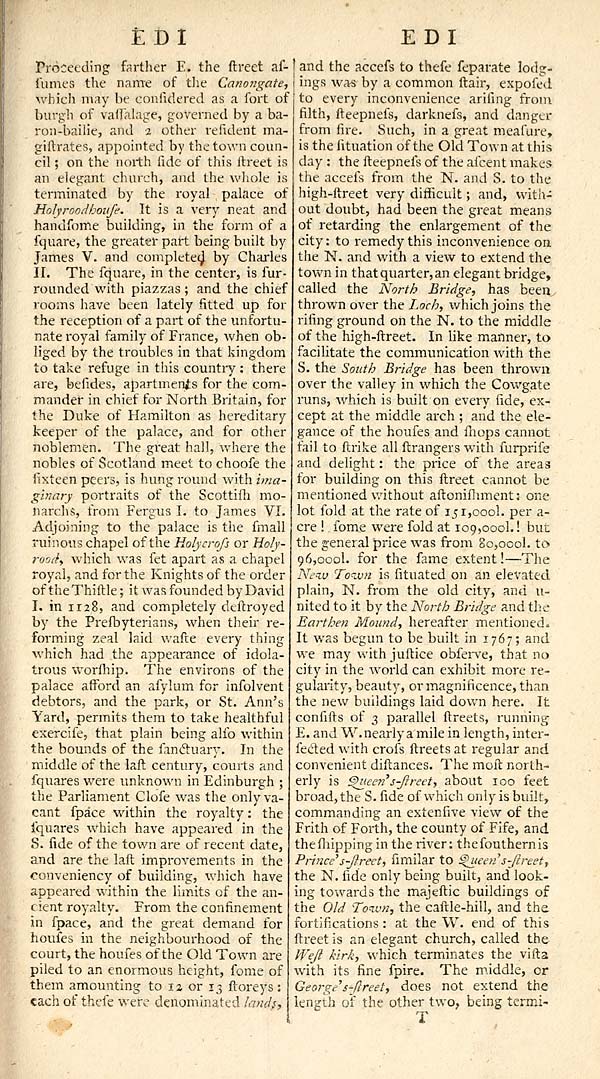 EDI
Proceeding farther E. the ſtreet aſ-
ſumes the name of the Canongate,
which may be conſidered as a ſort of
burgh of vaſſalage, governed by a ba-
ron-bailie, and 2 other reſident ma-
giſtrates, appointed by the town coun-
cil; on the north ſide of this ſtreet is
an elegant church, and the whole is
terminated by the royal palace of
Holyroodhouſe. It is a very neat and
handſome building, in the form of a
ſquare, the greater part being built by
James V. and completed by Charles
II. The ſquare, in the center, is ſur-
rounded with piazzas; and the chief
rooms have been lately fitted up for
the reception of a part of the unfortu-
nate royal family of France, when ob-
liged by the troubles in that kingdom
to take refuge in this country: there
are, beſides, apartments for the com-
mander in chief for North Britain, for
the Duke of Hamilton as hereditary
keeper of the palace, and for other
noblemen. The great hall, where the
nobles of Scotland meet to chooſe the
ſixteen peers, is hung round with ima-
ginary portraits of the Scottiſh mo-
narchs, from Fergus I. to James VI.
Adjoining to the palace is the ſmall
ruinous chapel of the Holycroſs or Holy-
rood, which was ſet apart as a chapel
royal, and for the Knights of the order
of the Thiſtle; it was founded by David
I. in 1128, and completely deſtroyed
by the Preſbyterians, when their re-
forming zeal laid waſte every thing
which had the appearance of idola-
trous worſhip. The environs of the
palace afford an aſylum for inſolvent
debtors, and the park, or St. Ann's
Yard, permits them to take healthful
exerciſe, that plain being alſo within
the bounds of the ſanctuary. In the
middle of the laſt century, courts and
ſquares were unknown in Edinburgh;
the Parliament Cloſe was the only va-
cant ſpace within the royalty: the
ſquares which have appeared in the
S. ſide of the town are of recent date,
and are the laſt improvements in the
conveniency of building, which have
appeared within the limits of the an-
cient royalty. From the confinement
in ſpace, and the great demand for
houſes in the neighbourhood of the
court, the houſes of the Old Town are
piled to an enormous height, ſome of
them amounting to 12 or 13 ſtoreys:
each of theſe were denominated lands,
EDI
and the acceſs to theſe ſeparate lodg-
ings was by a common ſtair, expoſed
to every inconvenience ariſing from
filth, ſteepneſs, darkneſs, and danger
from fire. Such, in a great meaſure,
is the ſituation of the Old Town at this
day: the ſteepneſs of the aſcent makes
the acceſs from the N. and S. to the
high-ſtreet very difficult; and, with-
out doubt, had been the great means
of retarding the enlargement of the
city: to remedy this inconvenience on
the N. and with a view to extend the
town in that quarter, an elegant bridge,
called the North Bridge, has been
thrown over the Loch, which joins the
riſing ground on the N. to the middle
of the high-ſtreet. In like manner, to
facilitate the communication with the
S. the South Bridge has been thrown
over the valley in which the Cowgate
runs, which is built on every ſide, ex-
cept at the middle arch; and the ele-
gance of the houſes and ſhops cannot
fail to ſtrike all ſtrangers with ſurpriſe
and delight: the price of the areas
for building on this ſtreet cannot be
mentioned without aſtoniſhment: one
lot ſold at the rate of 151,000l. per a-
cre! ſome were ſold at 109,000l.! but
the general price was from 80,000l. to
96,000l. for the ſame extent!—The
New Town is ſituated on an elevated
plain, N. from the old city, and u-
nited to it by the North Bridge and the
Earthen Mound, hereafter mentioned.
It was begun to be built in 1767; and
we may with juſtice obſerve, that no
city in the world can exhibit more re-
gularity, beauty, or magnificence, than
the new buildings laid down here. It
conſiſts of 3 parallel ſtreets, running
E. and W. nearly a mile in length, inter-
ſected with croſs ſtreets at regular and
convenient diſtances. The moſt north-
erly is Queen's-ſtreet, about 100 feet
broad, the S. ſide of which only is built,
commanding an extenſive view of the
Frith of Forth, the county of Fife, and
the ſhipping in the river: the ſouthern is
Prince's-ſtreet, ſimilar to Queen's-ſtreet,
the N. ſide only being built, and look-
ing towards the majeſtic buildings of
the Old Town, the caſtle-hill, and the
fortifications: at the W. end of this
ſtreet is an elegant church, called the
Weſt kirk, which terminates the viſta
with its fine ſpire. The middle, or
George's-ſtreet, does not extend the
length of the other two, being termi-
T